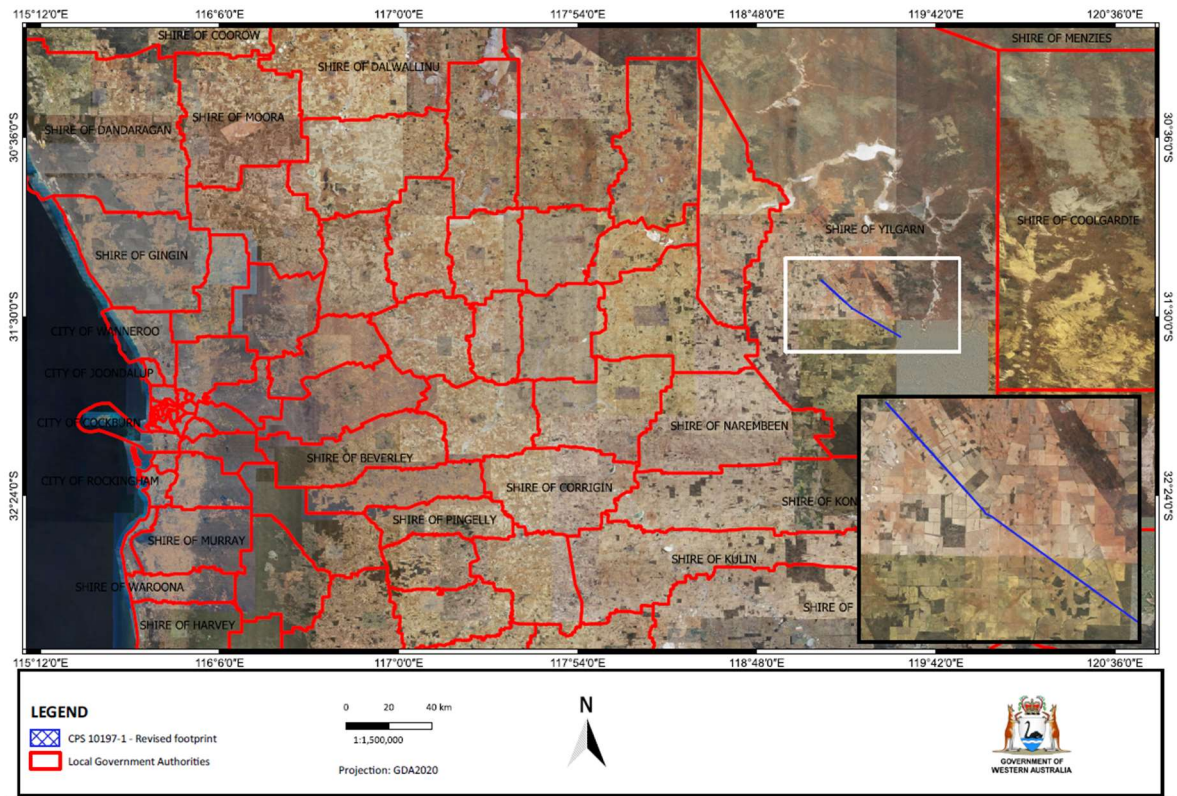 115°12'0"E 116°6'0"E 117°0'0"E 117°54'0"E 118°48'0"E 119°42'0"E 120°36'0"E
SHIRE OF COOROW
SHIRE OF MENZIES
SHIRE OF DALWALLINU
SHIRE OF MOORA
SHIRE OF DANDARAGAN
30°36'0"S
30°36'0"S
SHIRE OF COOLGARDIE
SHIRE OF YILGARN
SHIRE OF GINGIN
31°30'0"S
31°30'0"S
CITY OF WANNEROO
CITY OF JOONDALUP
CITY OF COCKBURN
SHIRE OF NAREMBEEN
SHIRE OF BEVERLEY
CITY OF ROCKINGHAM
SHIRE OF CORRIGIN
32°24'0"S
32°24'0"S
SHIRE OF KON
SHIRE OF PINGELLY
SHIRE OF MURRAY
SHIRE OF KULIN
SHIRE OF WAROONA
SHIRE OF
SHIRE OF HARVEY
115°12'0"E 116°6'0"E 117°0'0"E 117°54'0"E 118°48'0"E 119°42'0"E 120°36'0"E
LEGEND
CPS 10197-1 - Revised footprint
Local Government Authorities
0 20 40 km
1:1,500,000
Projection: GDA2020
N
GOVERNMENT OF
WESTERN AUSTRALIA